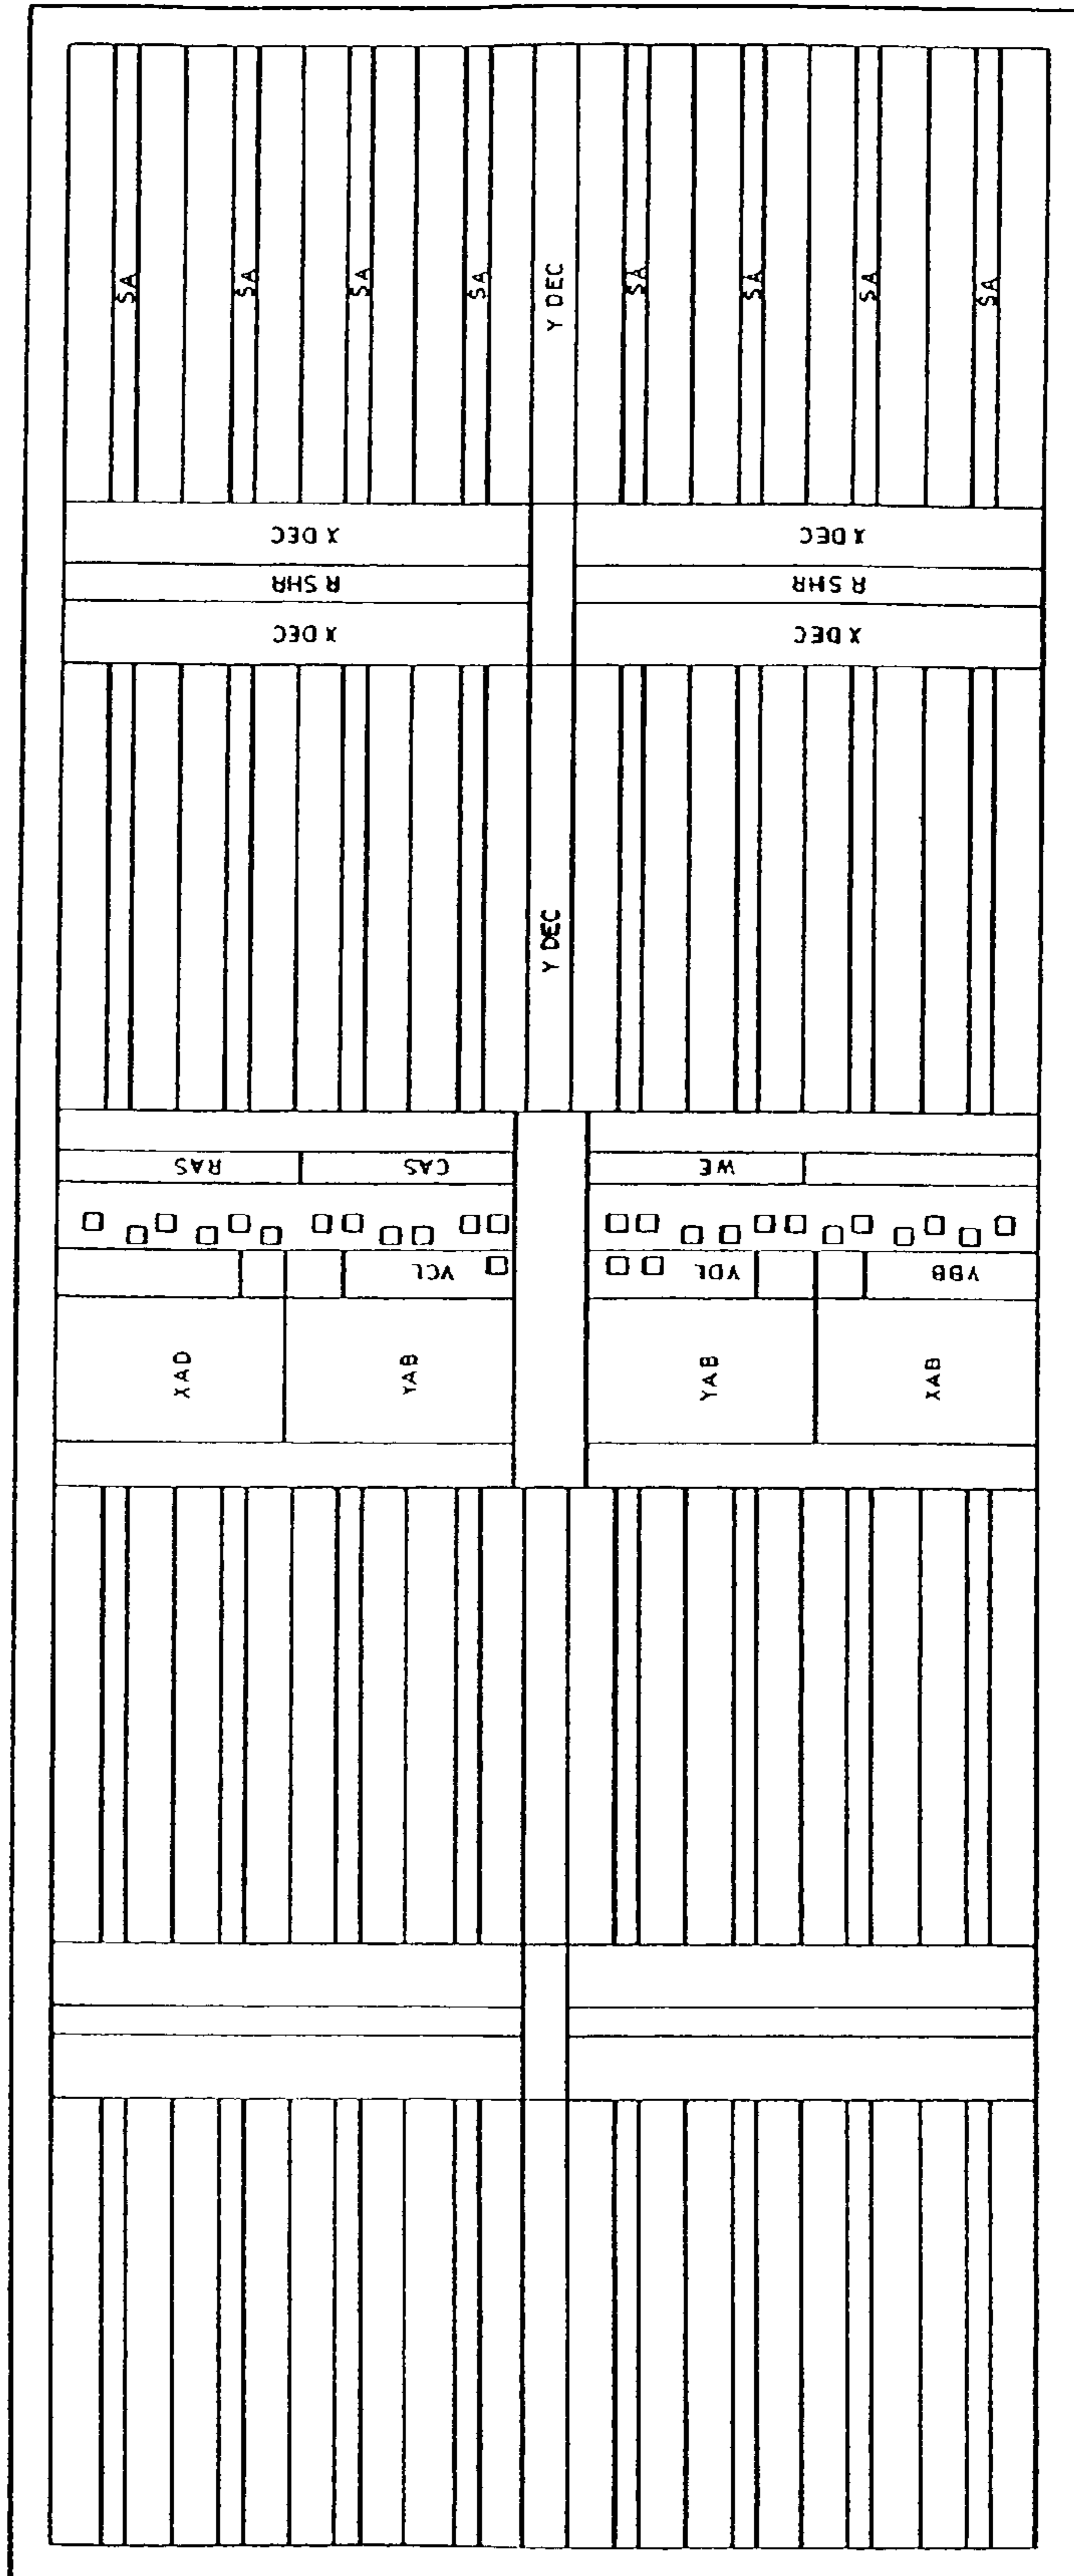 SA SA SA SA Y DEC SA SA SA SA
X DEC X DEC
R SHR R SHR
X DEC X DEC
Y DEC
RAS CAS WE
YCL YDL YBB
XAD YAB YAB XAB